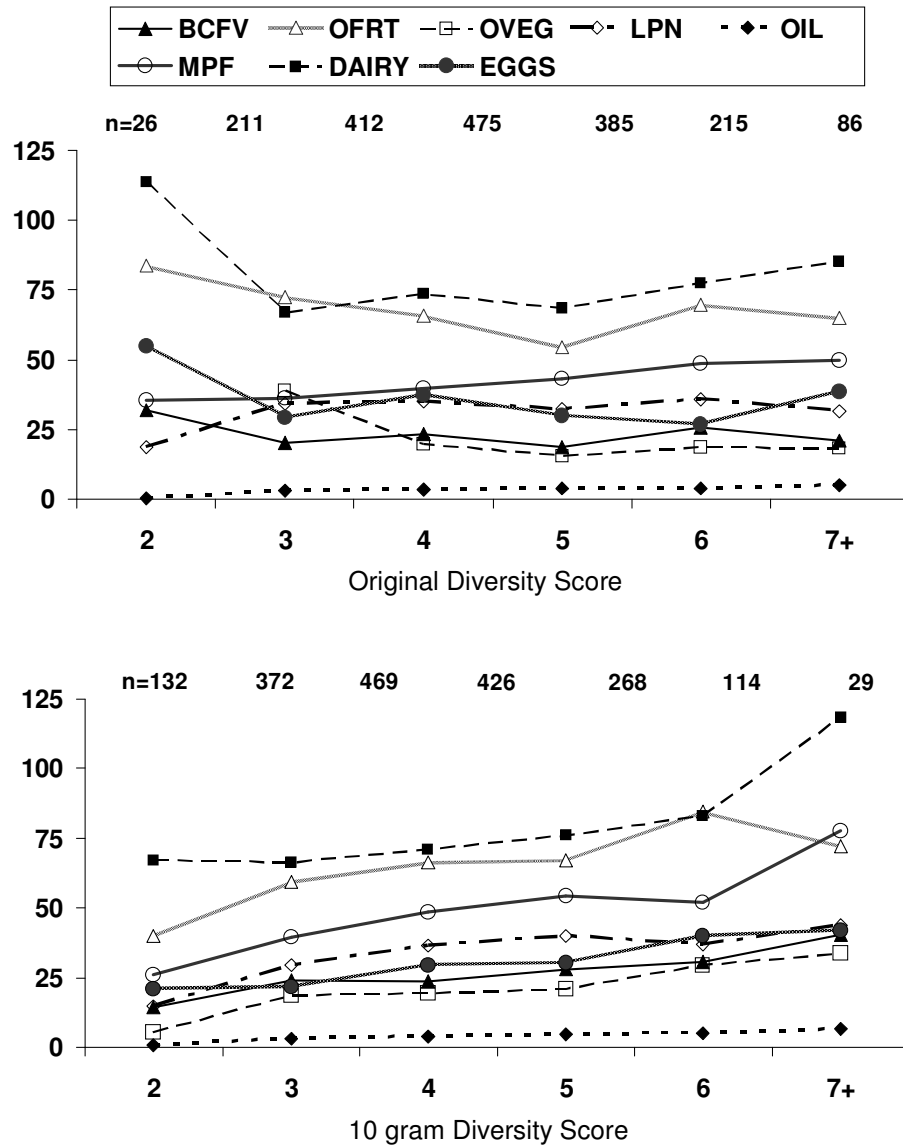 BCFV OFRT OVEG LPN OIL
MPF DAIRY EGGS
n=26 211 412 475 385 215 86
125
100
75
50
25
0
2 3 4 5 6 7+
Original Diversity Score
n=132 372 469 426 268 114 29
125
100
75
50
25
0
2 3 4 5 6 7+
10 gram Diversity Score